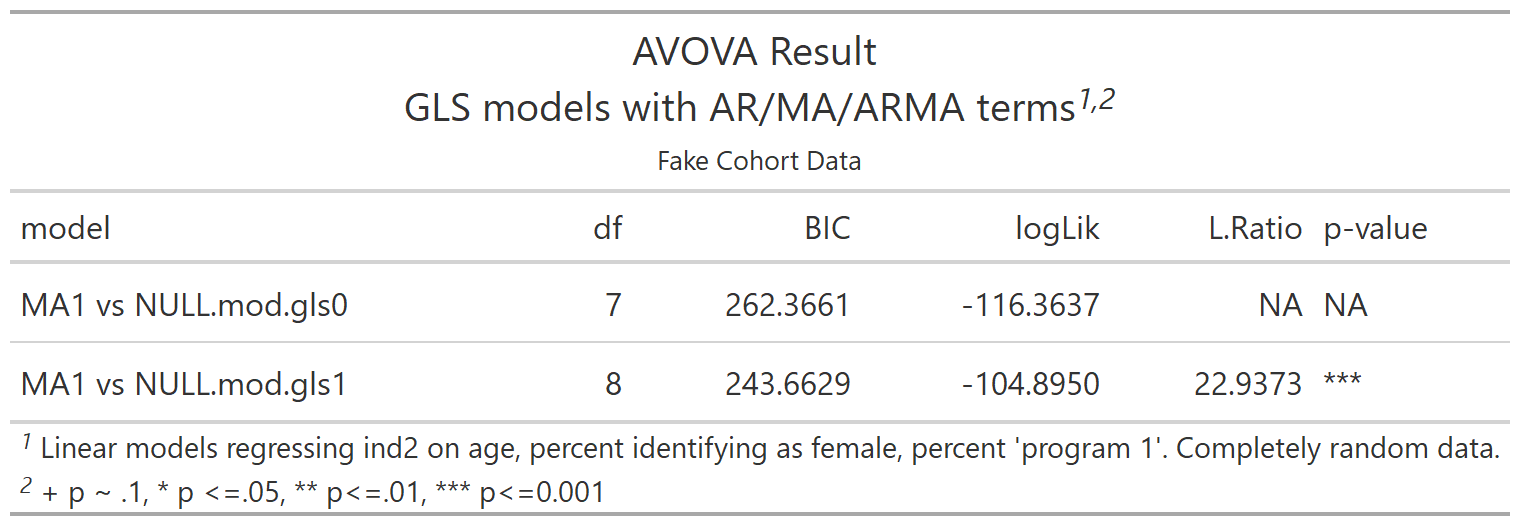 AVOVA Result
GLS models with AR/MA/ARMA terms1,2
Fake Cohort Data
model df BIC logLik L.Ratio p-value
MA1 vs NULL.mod.gls0 7 262.3661 -116.3637 NA NA
MA1 vs NULL.mod.gls1 8 243.6629 -104.8950 22.9373 ***
1 Linear models regressing ind2 on age, percent identifying as female, percent 'program 1'. Completely random data.
2 + p ~ .1, * p <=.05, ** p<=.01, *** p<=0.001